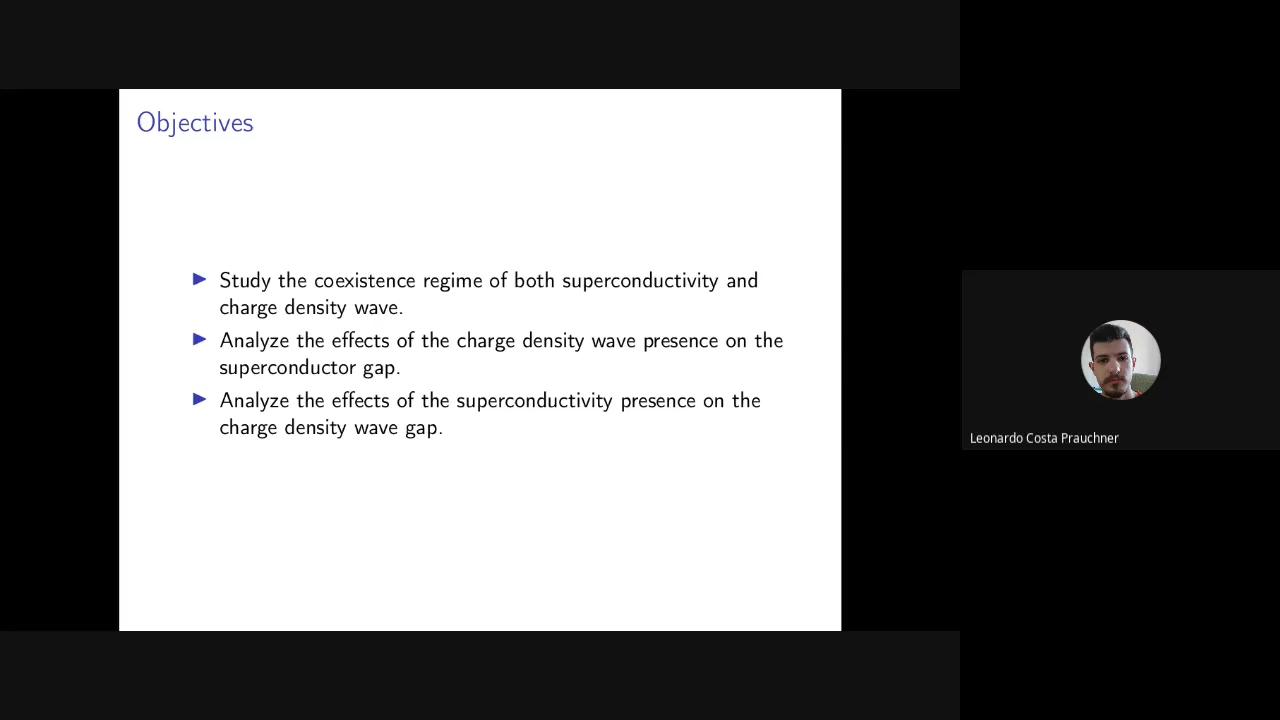 Objectives
Study the coexistence regime of both superconductivity and
charge density wave.
Analyze the effects of the charge density wave presence on the
superconductor gap.
Analyze the effects of the superconductivity presence on the
charge density wave gap.
Leonardo Costa Prauchner